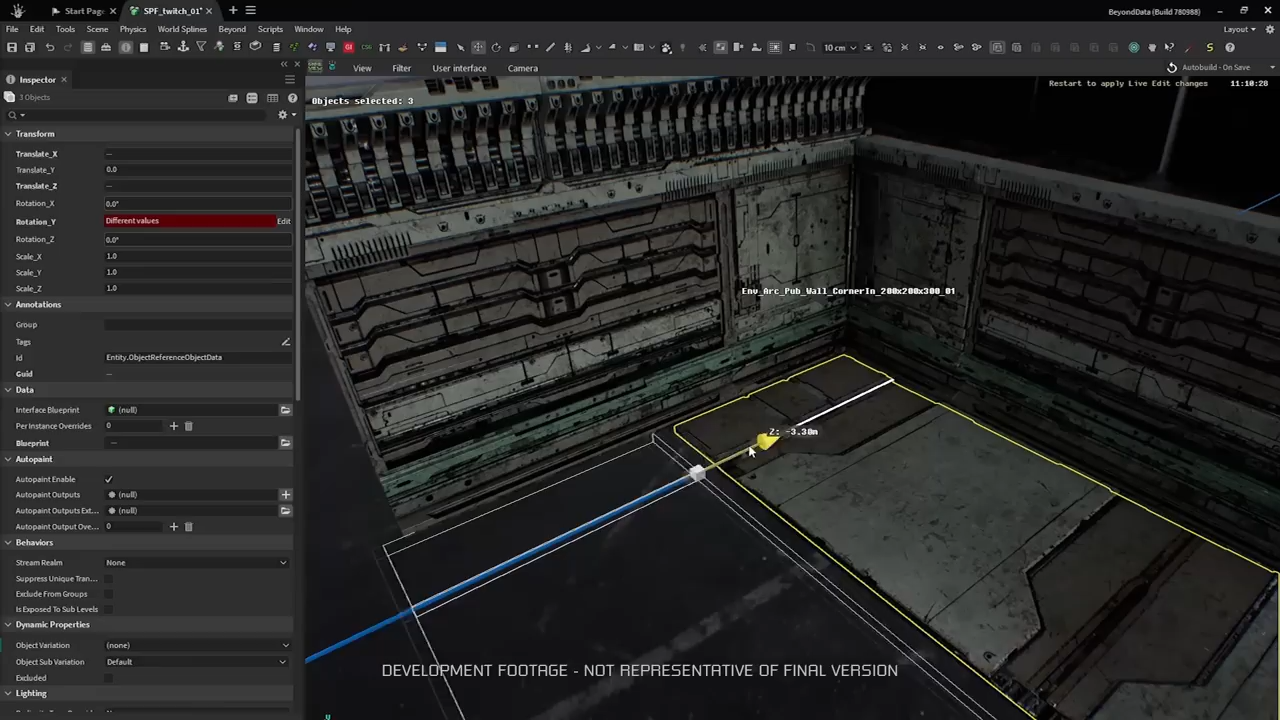 Start Page
SPF_twitch_01*
BeyondData (Build 780988)
File Edit Tools Scene Physics World Splines Beyond Scripts Window Help
Layout
GI
10 cm
S
Inspector
View Filter User interface Camera
Autobuild - On Save
3 Objects
Objects selected: 3
Restart to apply Live Edit changes 11:10:28
Transform
Translate_X —
Translate_Y 0.0
Translate_Z —
Rotation_X 0.0°
Rotation_Y Different values Edit
Rotation_Z 0.0°
Scale_X 1.0
Scale_Y 1.0
Scale_Z 1.0
Annotations
Group
Tags
Id Entity.ObjectReferenceObjectData
Guid —
Data
Interface Blueprint (null)
Per Instance Overrides 0
Blueprint —
Autopaint
Autopaint Enable
Autopaint Outputs (null)
Autopaint Outputs Ext... (null)
Autopaint Output Ove... 0
Behaviors
Stream Realm None
Suppress Unique Tran...
Exclude From Groups
Is Exposed To Sub Levels
Dynamic Properties
Object Variation (none)
Object Sub Variation Default
Excluded
Lighting
Env_Arc_Pub_Wall_CornerIn_200x200x300_01
Z: -3.30m
DEVELOPMENT FOOTAGE - NOT REPRESENTATIVE OF FINAL VERSION